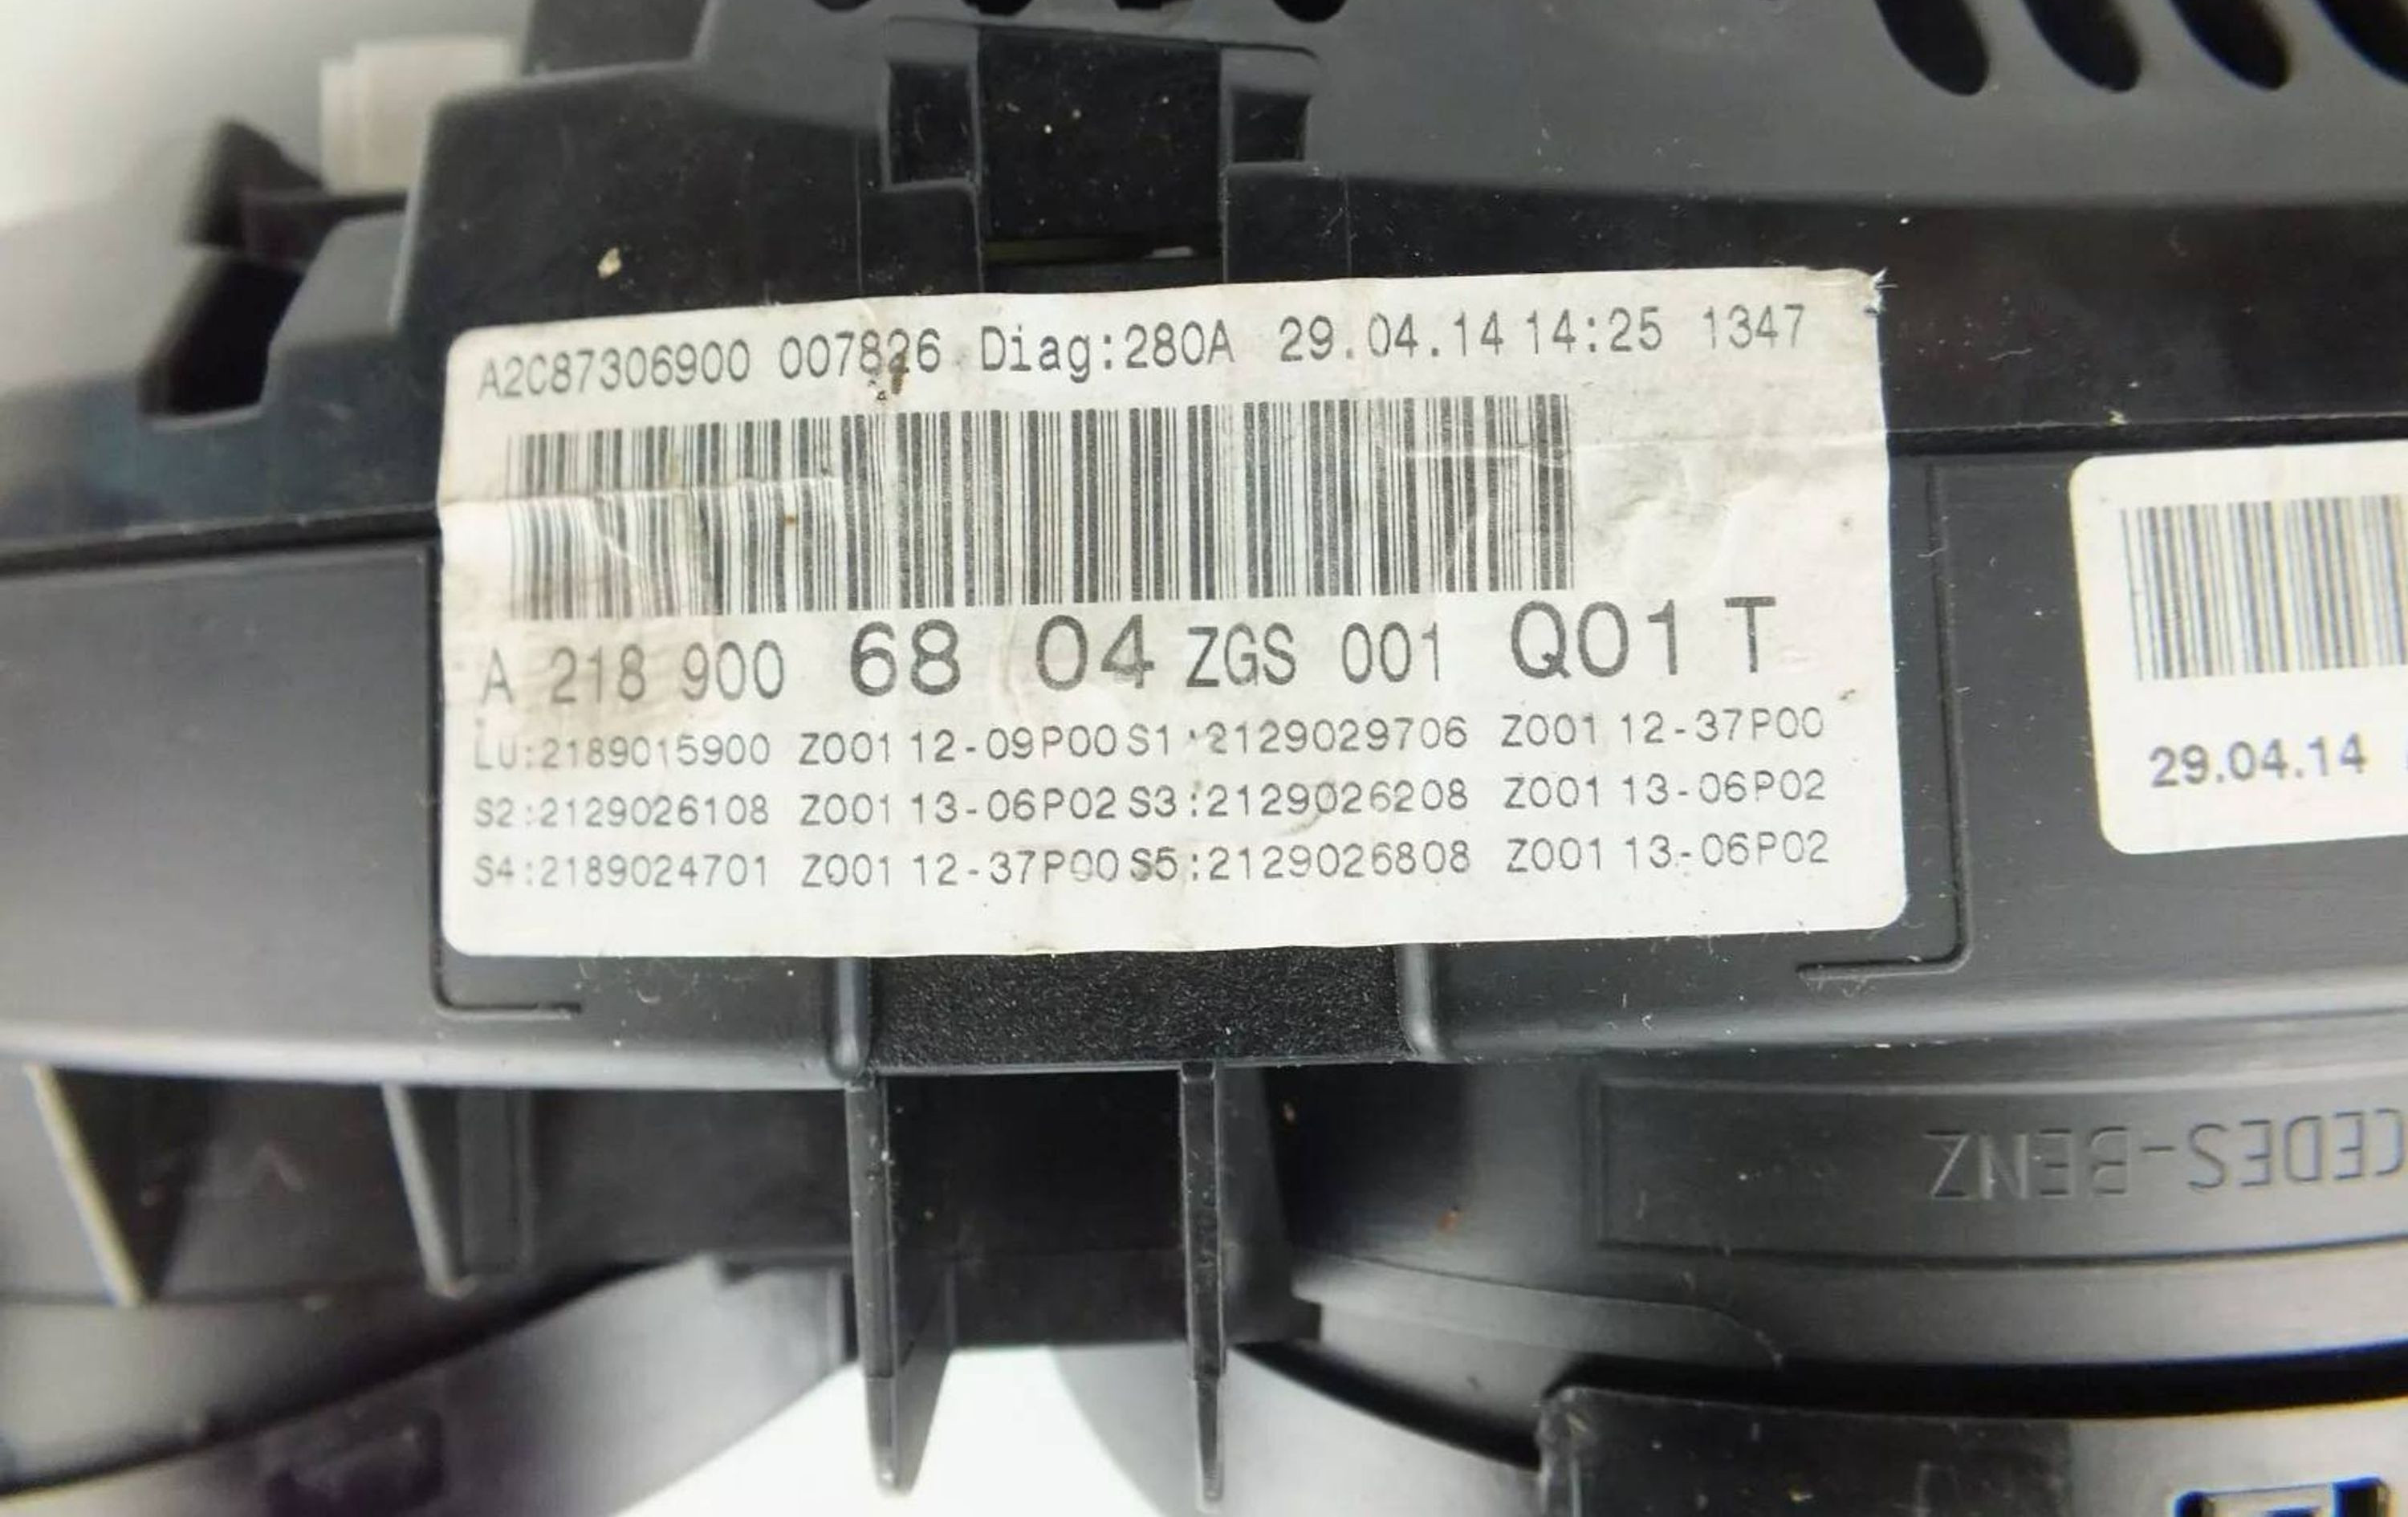 A2C87306900 007826 Diag:280A 29.04.14 14:25 1347
A 218 900 68 04 ZGS 001 Q01 T
LU:2189015900 Z001 12-09P00 S1:2129029706 Z001 12-37P00
S2:2129026108 Z001 13-06P02 S3:2129026208 Z001 13-06P02
S4:2189024701 Z001 12-37P00 S5:2129026808 Z001 13-06P02
29.04.14
CEDES-BENZ